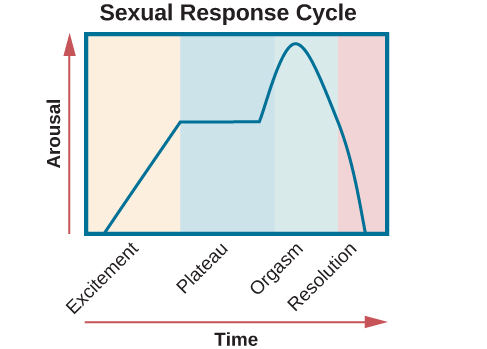 Sexual Response Cycle
Arousal
Excitement
Plateau
Orgasm
Resolution
Time